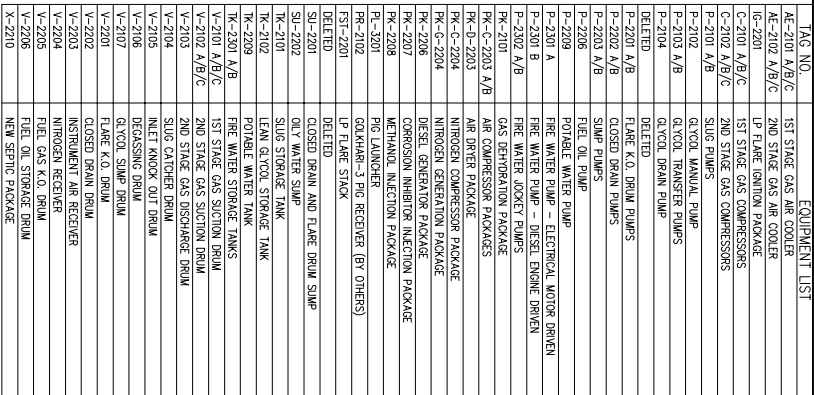 EQUIPMENT LIST
TAG NO.
AE-2101 A/B/C 1ST STAGE GAS AIR COOLER
AE-2102 A/B/C 2ND STAGE GAS AIR COOLER
IG-2201 LP FLARE IGNITION PACKAGE
C-2101 A/B/C 1ST STAGE GAS COMPRESSORS
C-2102 A/B/C 2ND STAGE GAS COMPRESSORS
P-2101 A/B SLUG PUMPS
P-2102 GLYCOL MANUAL PUMP
P-2103 A/B GLYCOL TRANSFER PUMPS
P-2104 GLYCOL DRAIN PUMP
DELETED DELETED
P-2201 A/B FLARE K.O. DRUM PUMPS
P-2202 A/B CLOSED DRAIN PUMPS
P-2203 A/B SUMP PUMPS
P-2206 FUEL OIL PUMP
P-2209 POTABLE WATER PUMP
P-2301 A FIRE WATER PUMP - ELECTRICAL MOTOR DRIVEN
P-2301 B FIRE WATER PUMP - DIESEL ENGINE DRIVEN
P-2302 A/B FIRE WATER JOCKEY PUMPS
PK-2101 GAS DEHYDRATION PACKAGE
PK-C-2203 A/B AIR COMPRESSOR PACKAGES
PK-D-2203 AIR DRYER PACKAGE
PK-C-2204 NITROGEN COMPRESSOR PACKAGE
PK-G-2204 NITROGEN GENERATION PACKAGE
PK-2206 DIESEL GENERATOR PACKAGE
PK-2207 CORROSION INHIBITOR INJECTION PACKAGE
PK-2208 METHANOL INJECTION PACKAGE
PL-3201 PIG LAUNCHER
PR-2102 GOLKHARI-3 PIG RECEIVER (BY OTHERS)
FST-2201 LP FLARE STACK
DELETED DELETED
SU-2201 CLOSED DRAIN AND FLARE DRUM SUMP
SU-2202 OILY WATER SUMP
TK-2101 SLUG STORAGE TANK
TK-2102 LEAN GLYCOL STORAGE TANK
TK-2209 POTABLE WATER TANK
TK-2301 A/B FIRE WATER STORAGE TANKS
V-2101 A/B/C 1ST STAGE GAS SUCTION DRUM
V-2102 A/B/C 2ND STAGE GAS SUCTION DRUM
V-2103 2ND STAGE GAS DISCHARGE DRUM
V-2104 SLUG CATCHER DRUM
V-2105 INLET KNOCK OUT DRUM
V-2106 DEGASSING DRUM
V-2107 GLYCOL SUMP DRUM
V-2201 FLARE K.O. DRUM
V-2202 CLOSED DRAIN DRUM
V-2203 INSTRUMENT AIR RECEIVER
V-2204 NITROGEN RECEIVER
V-2205 FUEL GAS K.O. DRUM
V-2206 FUEL OIL STORAGE DRUM
X-2210 NEW SEPTIC PACKAGE